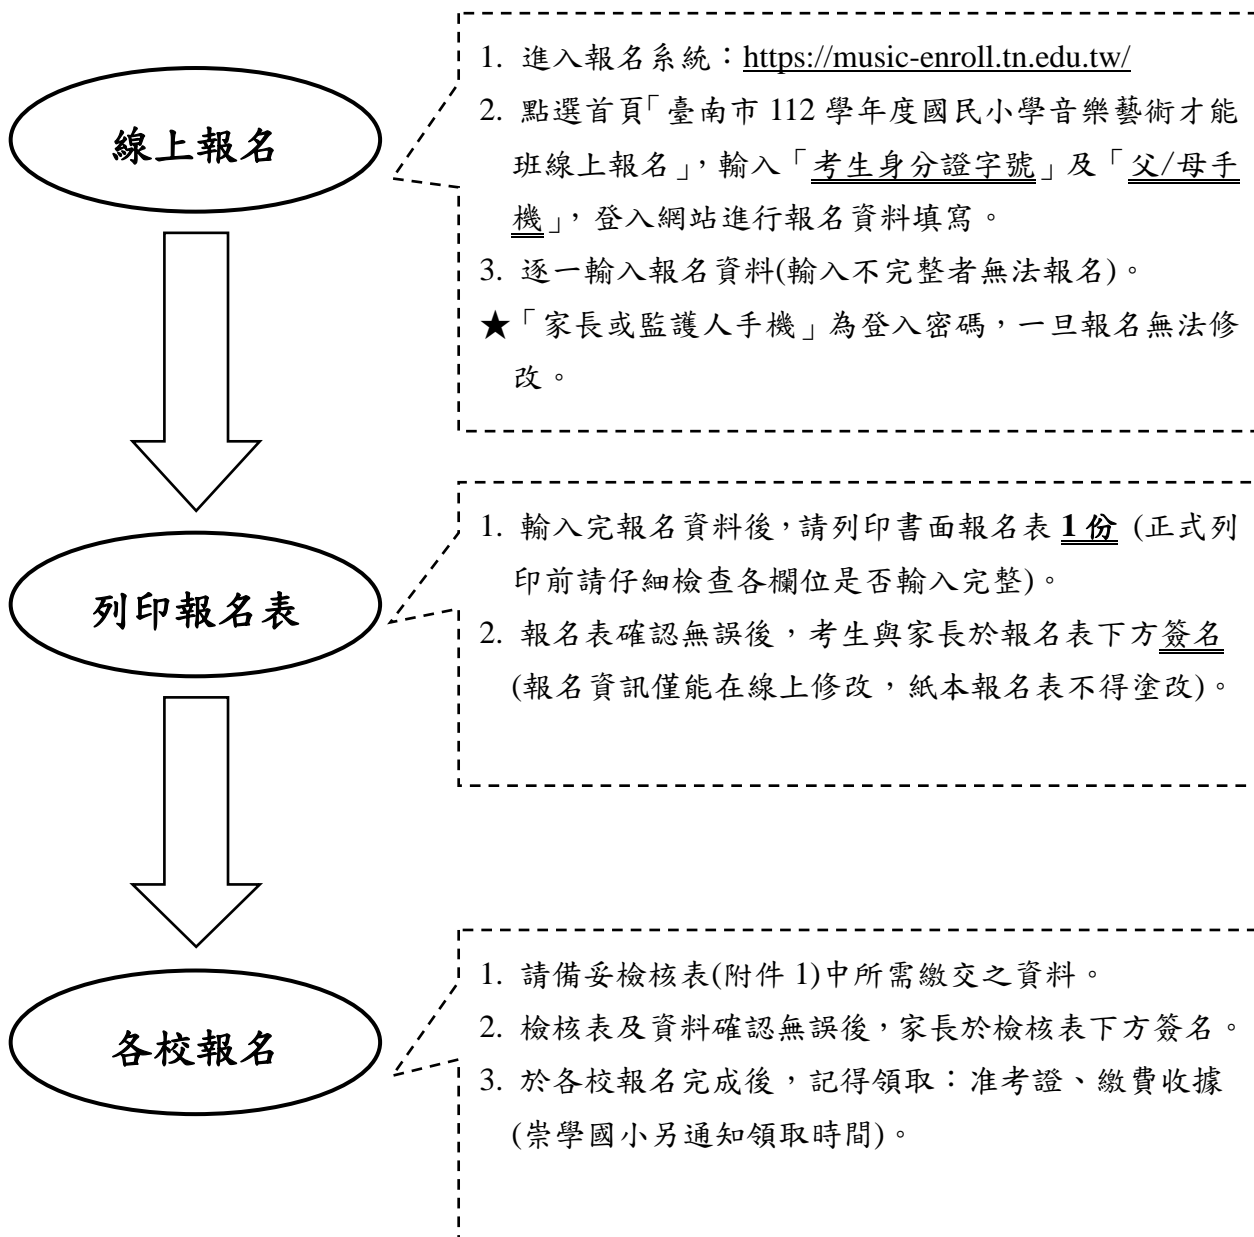 線上報名
1. 進入報名系統：https://music-enroll.tn.edu.tw/
2. 點選首頁「臺南市 112 學年度國民小學音樂藝術才能
班線上報名」，輸入「考生身分證字號」及「父/母手
機」，登入網站進行報名資料填寫。
3. 逐一輸入報名資料(輸入不完整者無法報名)。
★「家長或監護人手機」為登入密碼，一旦報名無法修
改。
列印報名表
1. 輸入完報名資料後，請列印書面報名表 1 份 (正式列
印前請仔細檢查各欄位是否輸入完整)。
2. 報名表確認無誤後，考生與家長於報名表下方簽名
(報名資訊僅能在線上修改，紙本報名表不得塗改)。
各校報名
1. 請備妥檢核表(附件 1)中所需繳交之資料。
2. 檢核表及資料確認無誤後，家長於檢核表下方簽名。
3. 於各校報名完成後，記得領取：准考證、繳費收據
(崇學國小另通知領取時間)。